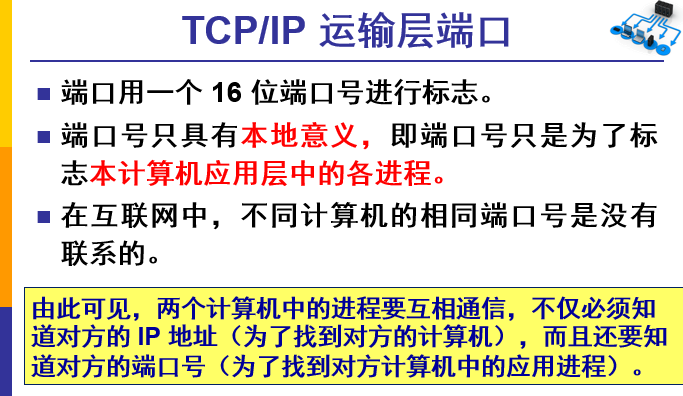 TCP/IP 运输层端口
端口用一个 16 位端口号进行标志。
端口号只具有本地意义，即端口号只是为了标
志本计算机应用层中的各进程。
在互联网中，不同计算机的相同端口号是没有
联系的。
由此可见，两个计算机中的进程要互相通信，不仅必须知
道对方的 IP 地址（为了找到对方的计算机），而且还要知
道对方的端口号（为了找到对方计算机中的应用进程）。